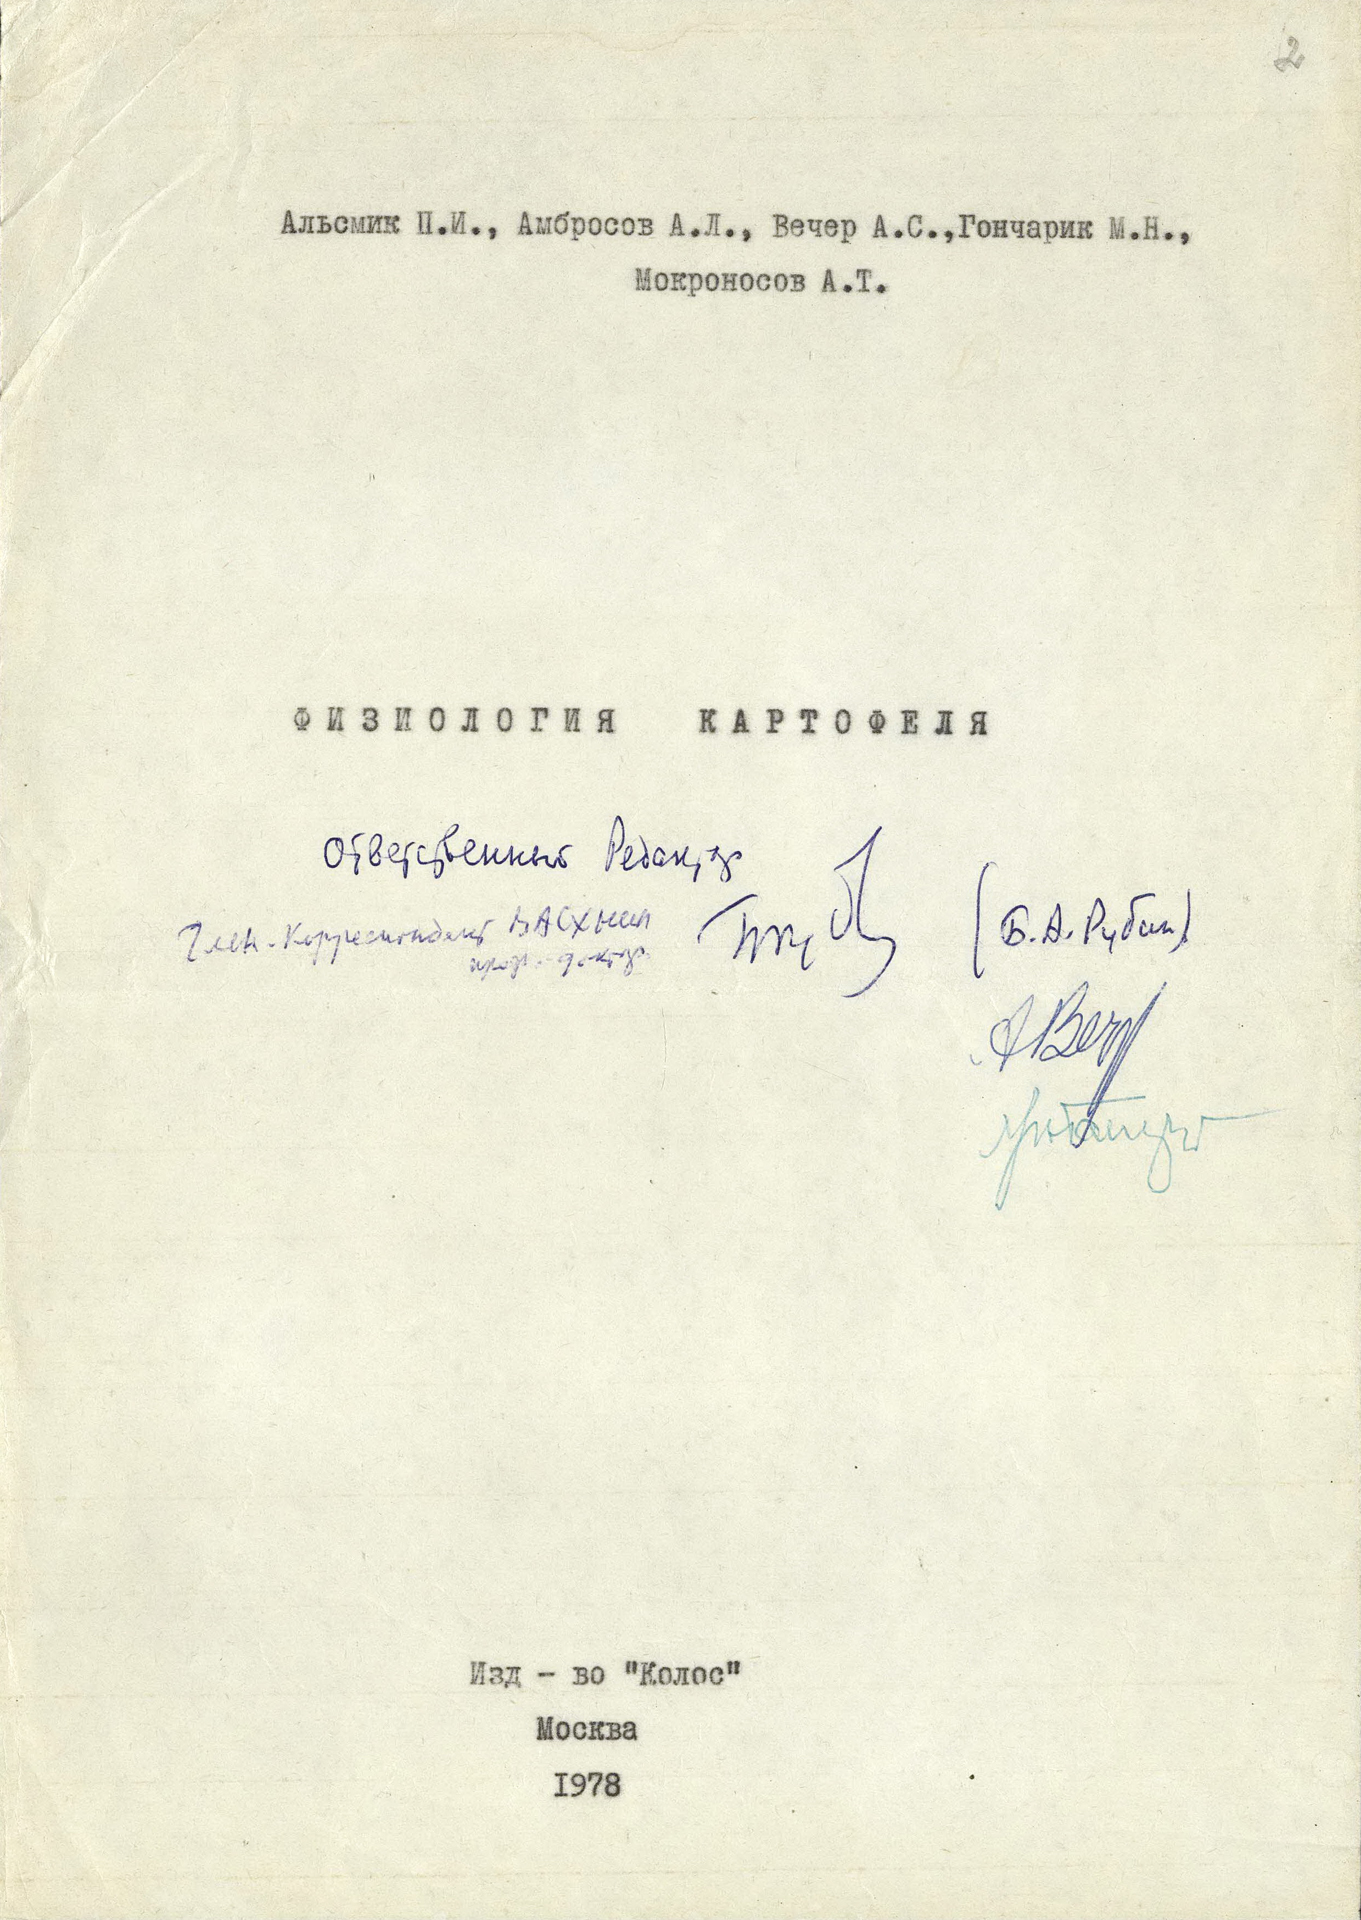 2
Альсмик П.И., Амбросов А.Л., Вечер А.С.,Гончарик М.Н.,
Мокроносов А.Т.
ФИЗИОЛОГИЯ КАРТОФЕЛЯ
Ответственный Редактор
Член-Корреспондент ВАСХНИЛ
проф.-доктор
(Б.А.Рубин)
Изд - во "Колос"
Москва
1978